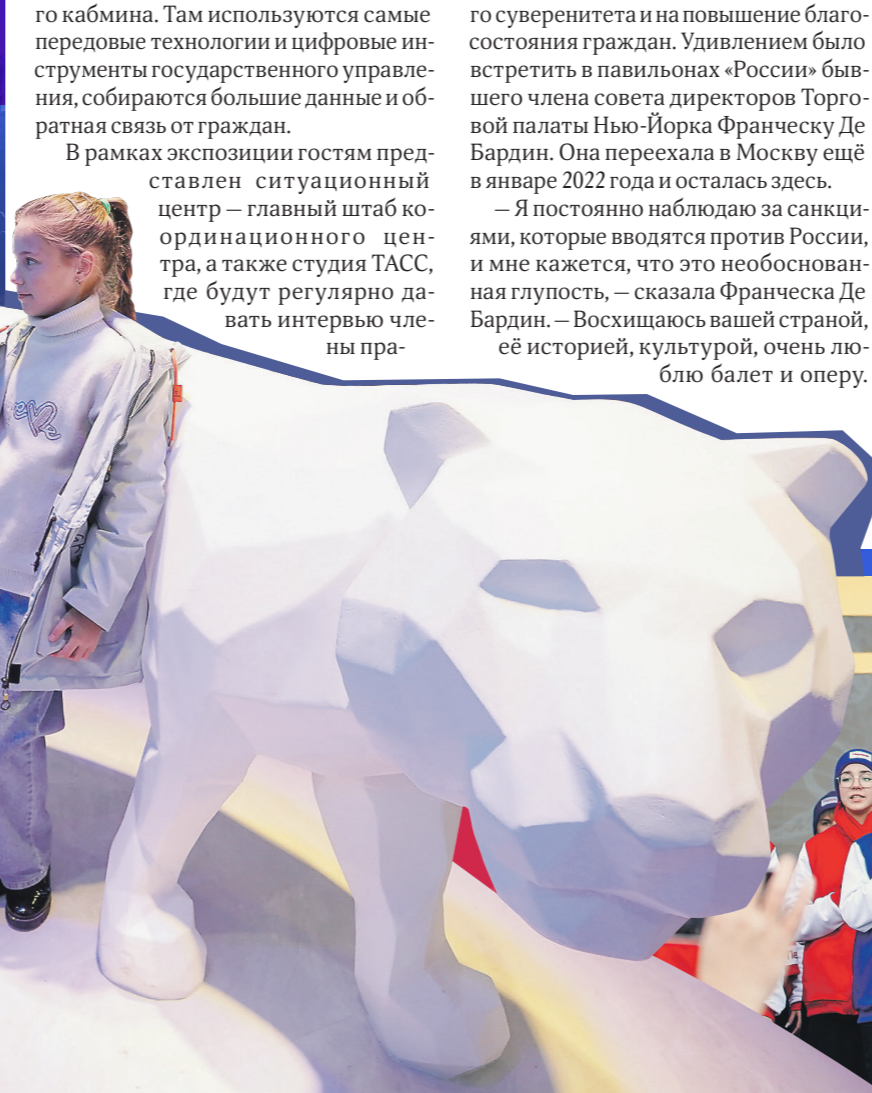 го кабмина. Там используются самые
передовые технологии и цифровые ин-
струменты государственного управле-
ния, собираются большие данные и об-
ратная связь от граждан.
В рамках экспозиции гостям пред-
ставлен ситуационный
центр — главный штаб ко-
ординационного цен-
тра, а также студия ТАСС,
где будут регулярно да-
вать интервью чле-
ны пра-
го суверенитета и на повышение благо-
состояния граждан. Удивлением было
встретить в павильонах «России» быв-
шего члена совета директоров Торго-
вой палаты Нью-Йорка Франческу Де
Бардин. Она переехала в Москву ещё
в январе 2022 года и осталась здесь.
— Я постоянно наблюдаю за санкци-
ями, которые вводятся против России,
и мне кажется, что это необоснован-
ная глупость, — сказала Франческа Де
Бардин. — Восхищаюсь вашей страной,
её историей, культурой, очень лю-
блю балет и оперу.